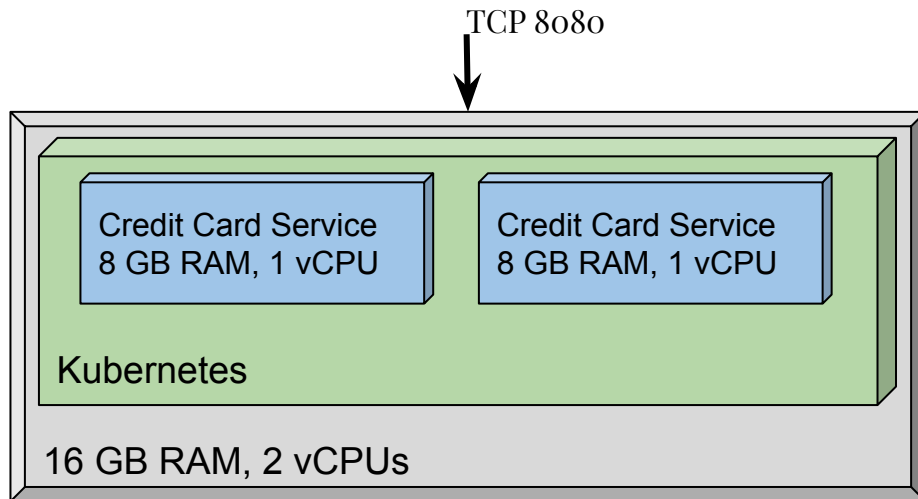 TCP 8080
Credit Card Service
8 GB RAM, 1 vCPU
Credit Card Service
8 GB RAM, 1 vCPU
Kubernetes
16 GB RAM, 2 vCPUs